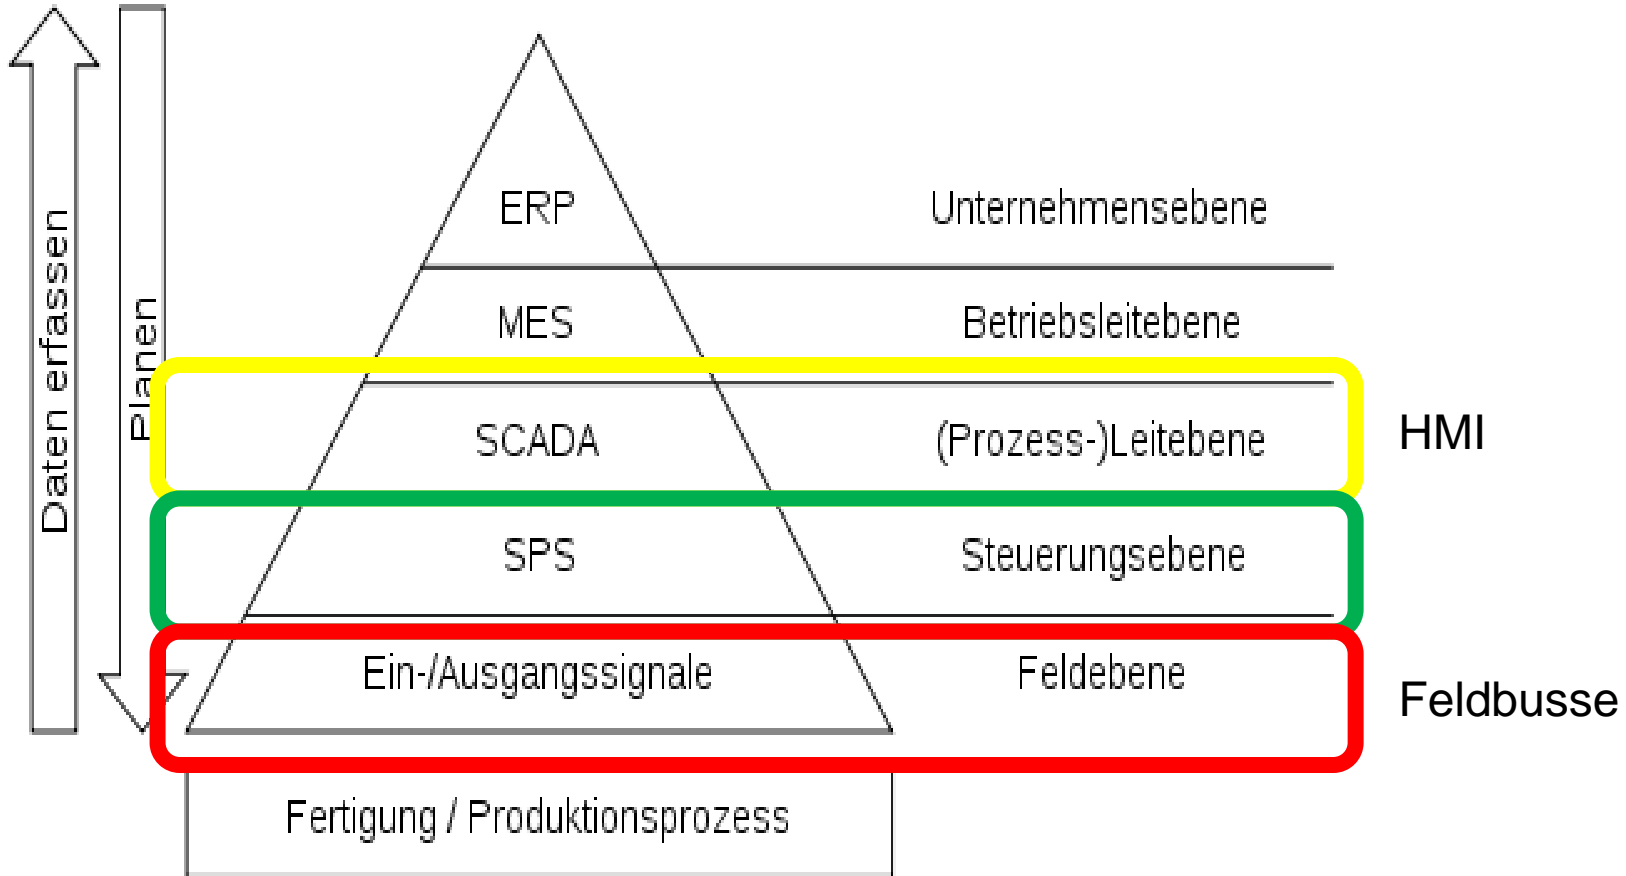 Daten erfassen
Planen
ERP
Unternehmensebene
MES
Betriebsleitebene
SCADA
(Prozess-)Leitebene
HMI
SPS
Steuerungsebene
Ein-/Ausgangssignale
Feldebene
Feldbusse
Fertigung / Produktionsprozess